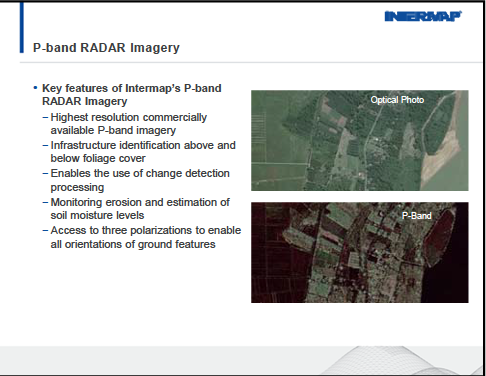 INTERMAP
P-band RADAR Imagery
• Key features of Intermap's P-band
RADAR Imagery
– Highest resolution commercially
available P-band imagery
– Infrastructure identification above and
below foliage cover
– Enables the use of change detection
processing
– Monitoring erosion and estimation of
soil moisture levels
– Access to three polarizations to enable
all orientations of ground features
Optical Photo
P-Band